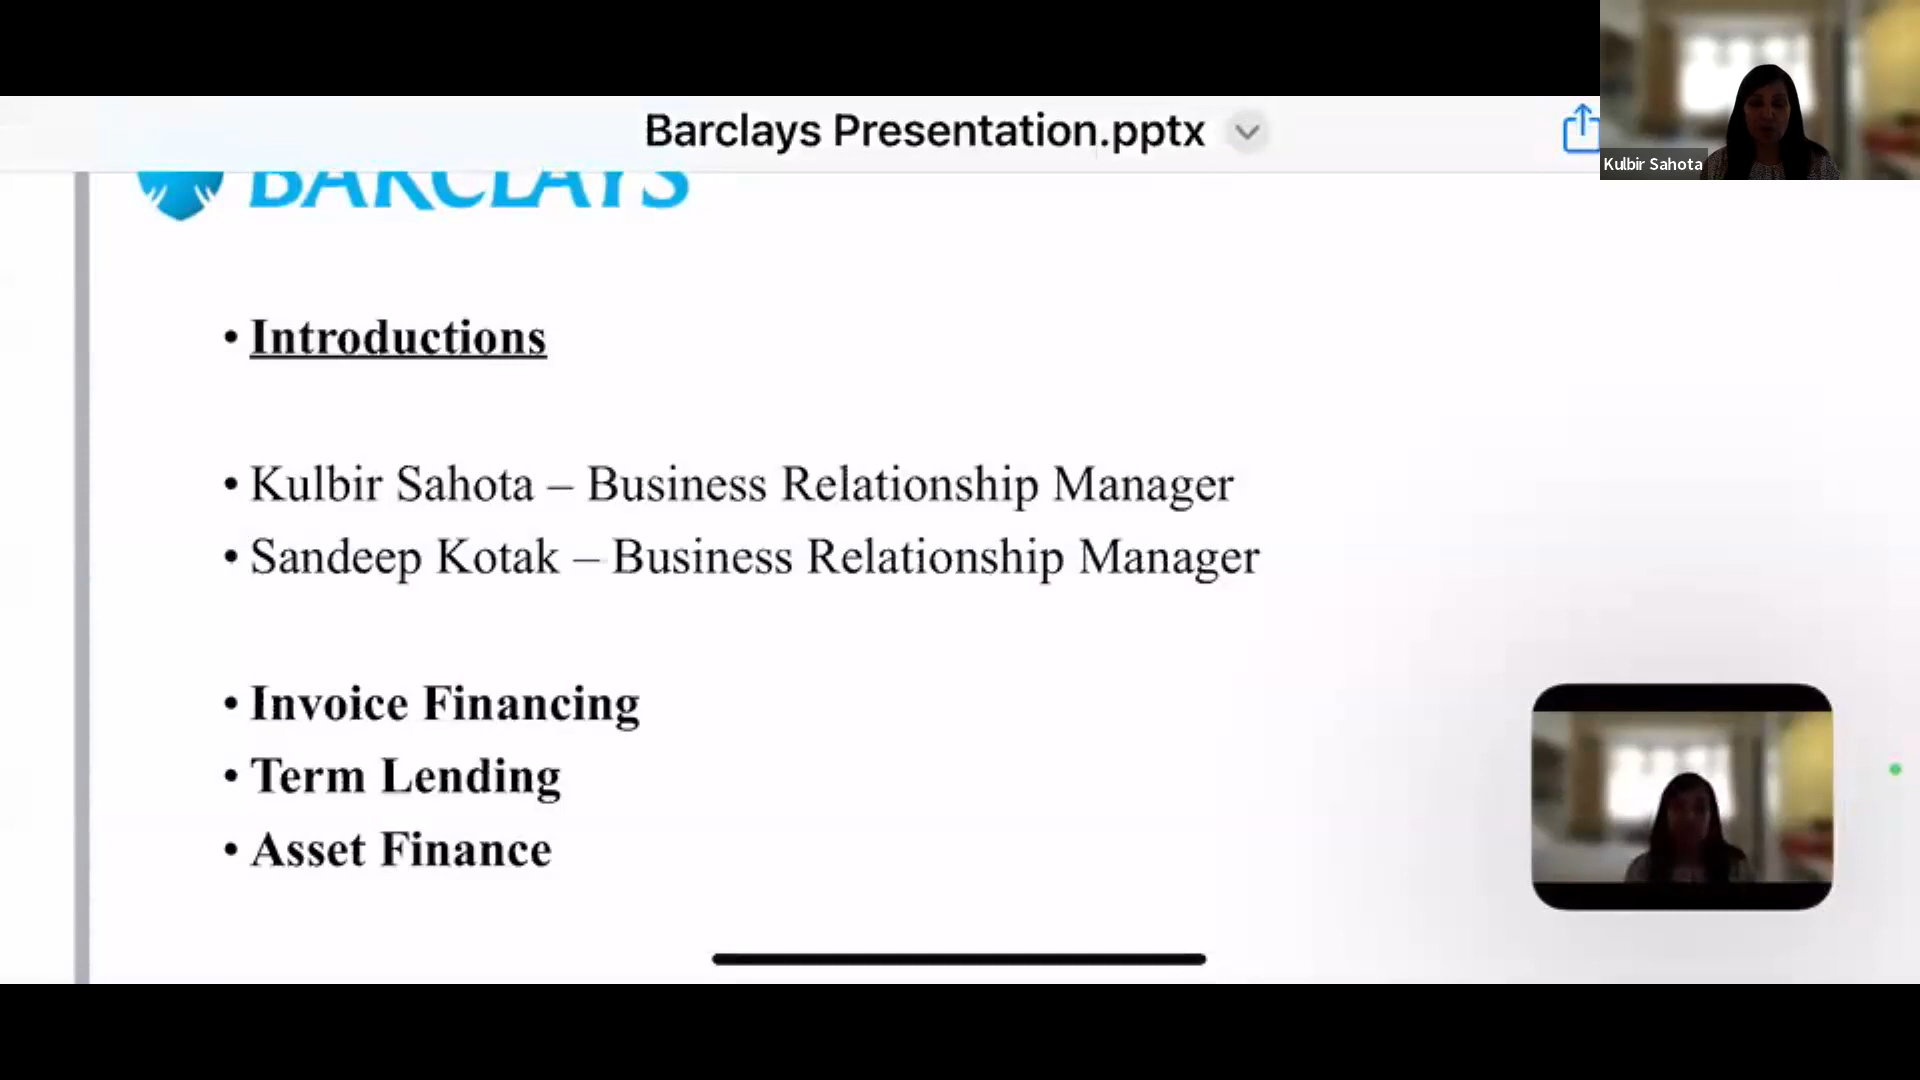 Barclays Presentation.pptx
Kulbir Sahota
BARCLAYS
• Introductions
• Kulbir Sahota – Business Relationship Manager
• Sandeep Kotak – Business Relationship Manager
• Invoice Financing
• Term Lending
• Asset Finance